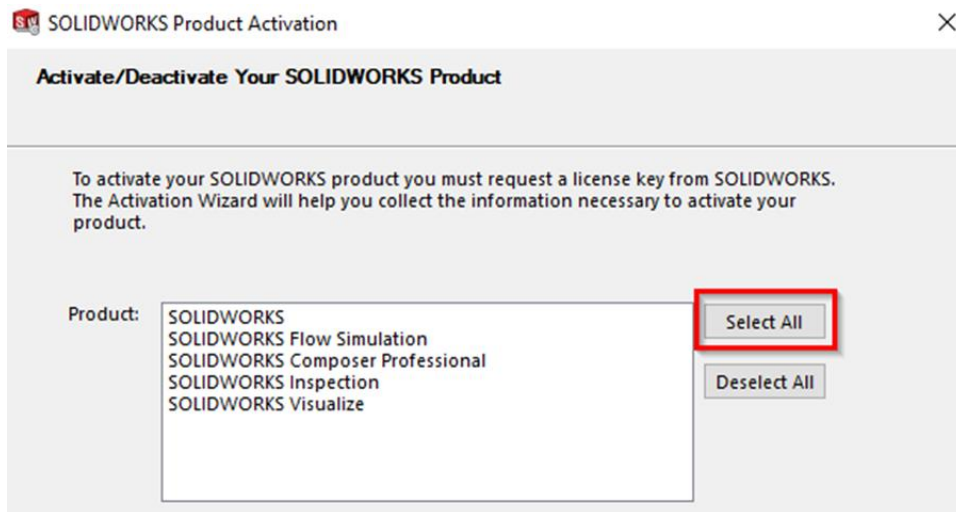 SOLIDWORKS Product Activation
Activate/Deactivate Your SOLIDWORKS Product
To activate your SOLIDWORKS product you must request a license key from SOLIDWORKS.
The Activation Wizard will help you collect the information necessary to activate your
product.
Product:
SOLIDWORKS
SOLIDWORKS Flow Simulation
SOLIDWORKS Composer Professional
SOLIDWORKS Inspection
SOLIDWORKS Visualize
Select All
Deselect All